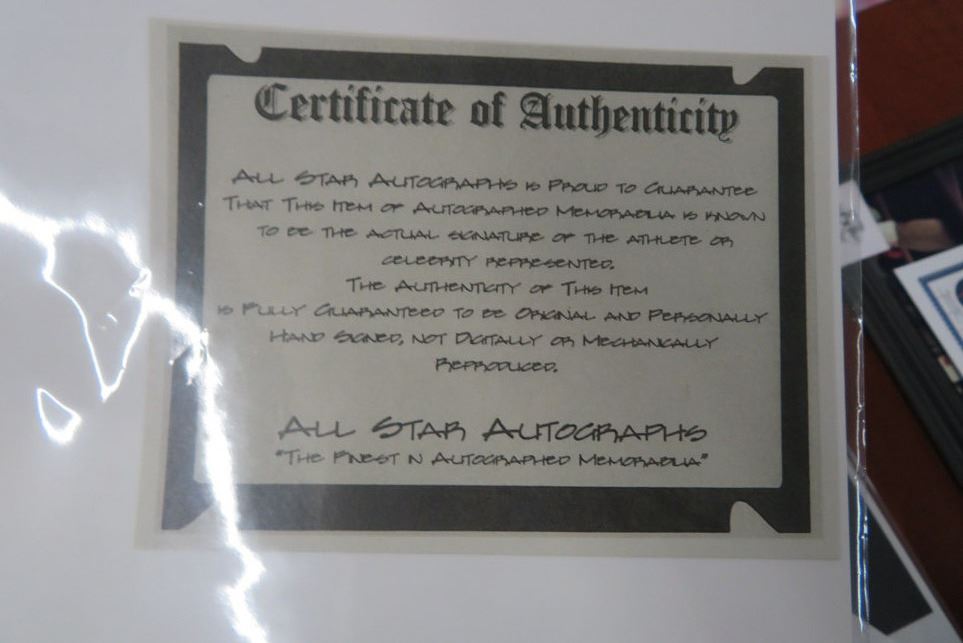 Certificate of Authenticity
All Star Autographs is Proud to Guarantee
That This Item of Autographed Memorabilia is known
to be the actual signature of the athlete or
celebrity represented.
The Authenticity of This Item
is Fully Guaranteed to be Original and Personally
Hand Signed, not Digitally or Mechanically
Reproduced.
All Star Autographs
"The Finest in Autographed Memorabilia"